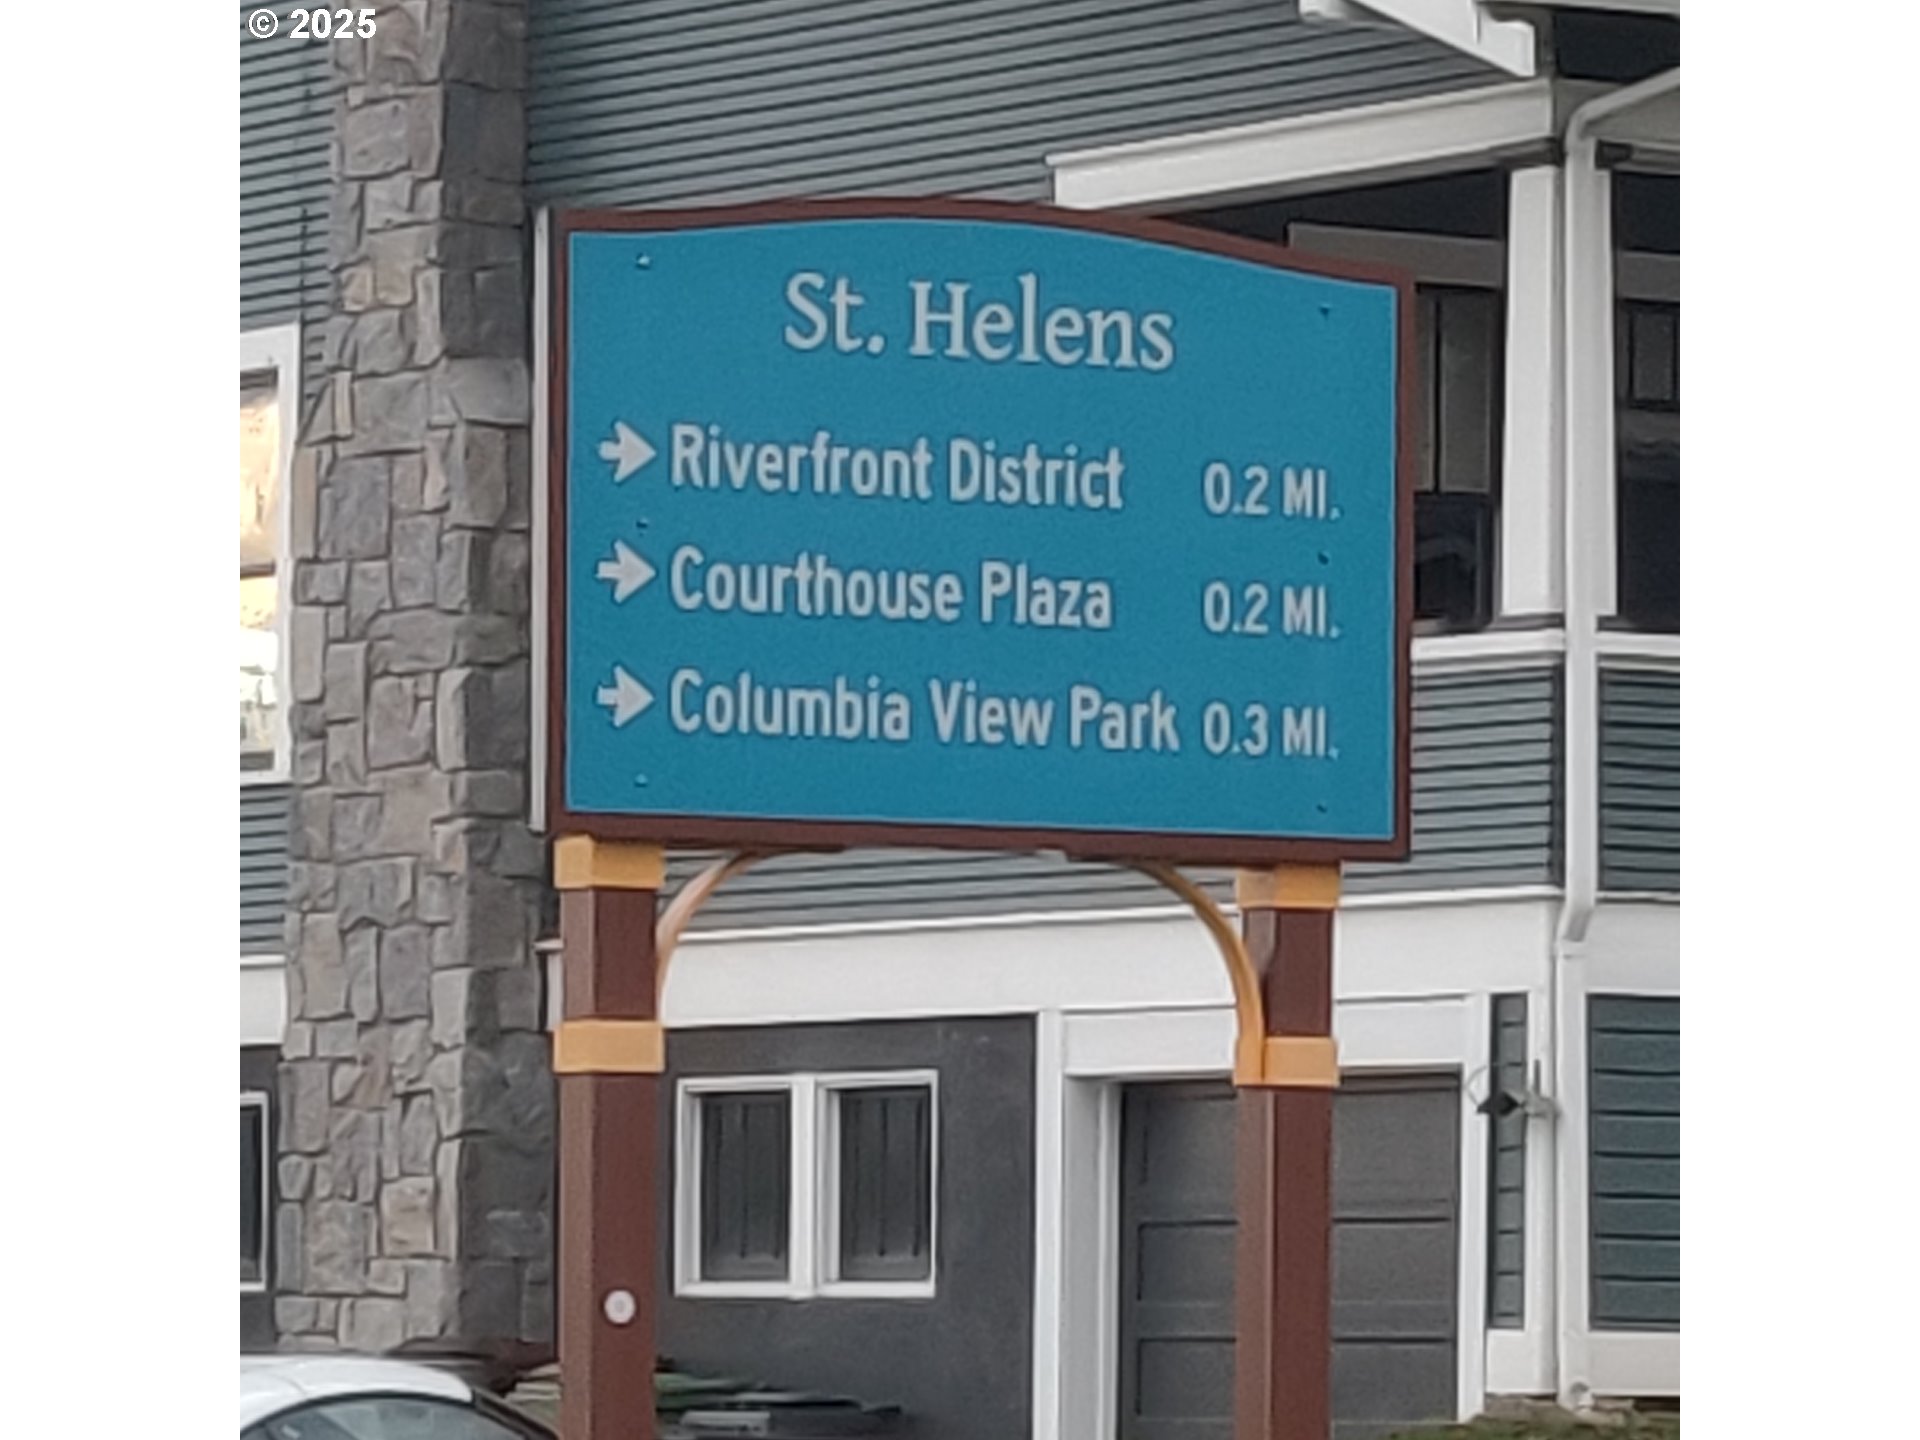 © 2025
St. Helens
Riverfront District 0.2 MI.
Courthouse Plaza 0.2 MI.
Columbia View Park 0.3 MI.